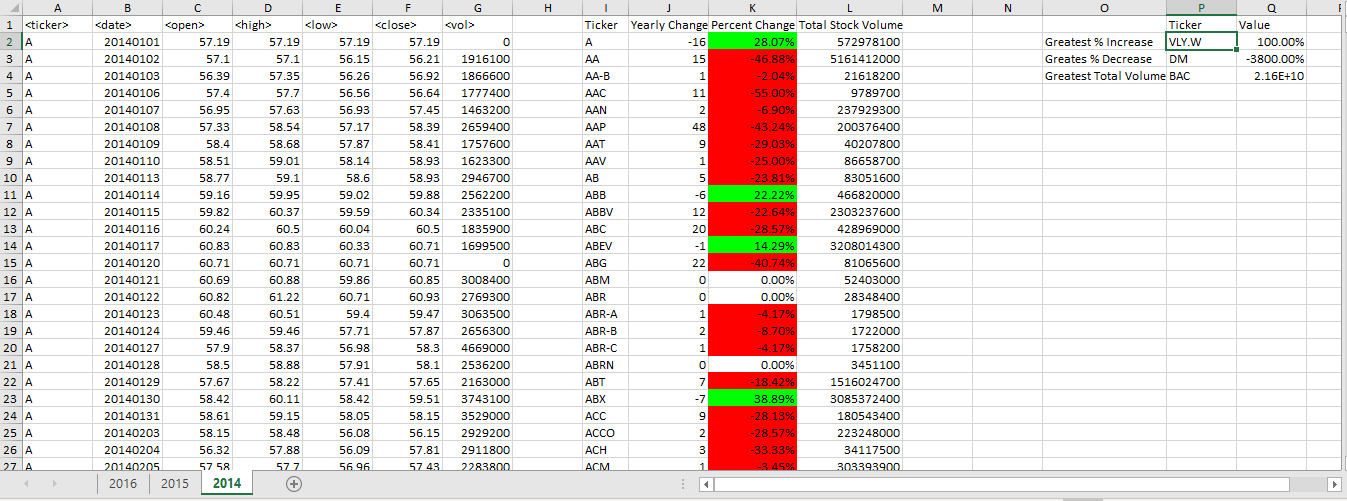 A B C D E F G H I J K L M N O P Q
1 <ticker> <date> <open> <high> <low> <close> <vol> Ticker Yearly Change Percent Change Total Stock Volume Ticker Value
2 A 20140101 57.19 57.19 57.19 57.19 0 A -16 28.07% 572978100 Greatest % Increase VLY.W 100.00%
3 A 20140102 57.1 57.1 56.15 56.21 1916100 AA 15 -46.88% 5161412000 Greates % Decrease DM -3800.00%
4 A 20140103 56.39 57.35 56.26 56.92 1866600 AA-B 1 -2.04% 21618200 Greatest Total Volume BAC 2.16E+10
5 A 20140106 57.4 57.7 56.56 56.64 1777400 AAC 11 -55.00% 9789700
6 A 20140107 56.95 57.63 56.93 57.45 1463200 AAN 2 -6.90% 237929300
7 A 20140108 57.33 58.54 57.17 58.39 2659400 AAP 48 -43.24% 200376400
8 A 20140109 58.4 58.68 57.87 58.41 1757600 AAT 9 -29.03% 40207800
9 A 20140110 58.51 59.01 58.14 58.93 1623300 AAV 1 -25.00% 86658700
10 A 20140113 58.77 59.1 58.6 58.93 2946700 AB 5 -23.81% 83051600
11 A 20140114 59.16 59.95 59.02 59.88 2562200 ABB -6 22.22% 466820000
12 A 20140115 59.82 60.37 59.59 60.34 2335100 ABBV 12 -22.64% 2303237600
13 A 20140116 60.24 60.5 60.04 60.5 1835900 ABC 20 -28.57% 428969000
14 A 20140117 60.83 60.83 60.33 60.71 1699500 ABEV -1 14.29% 3208014300
15 A 20140120 60.71 60.71 60.71 60.71 0 ABG 22 -40.74% 81065600
16 A 20140121 60.69 60.88 59.86 60.85 3008400 ABM 0 0.00% 52403000
17 A 20140122 60.82 61.22 60.71 60.93 2769300 ABR 0 0.00% 28348400
18 A 20140123 60.48 60.51 59.4 59.47 3063500 ABR-A 1 -4.17% 1798500
19 A 20140124 59.46 59.46 57.71 57.87 2656300 ABR-B 2 -8.70% 1722000
20 A 20140127 57.9 58.37 56.98 58.3 4669000 ABR-C 1 -4.17% 1758200
21 A 20140128 58.5 58.88 57.91 58.1 2536200 ABRN 0 0.00% 3451100
22 A 20140129 57.67 58.22 57.41 57.65 2163000 ABT 7 -18.42% 1516024700
23 A 20140130 58.42 60.11 58.42 59.51 3743100 ABX -7 38.89% 3085372400
24 A 20140131 58.61 59.15 58.05 58.15 3529000 ACC 9 -28.13% 180543400
25 A 20140203 58.15 58.48 56.08 56.15 2929200 ACCO 2 -28.57% 223248000
26 A 20140204 56.32 57.88 56.09 57.81 2911800 ACH 3 -33.33% 34117500
27 A 20140205 57.58 57.7 56.96 57.43 2283800 ACM 1 -3.45% 303393900
2016 2015 2014